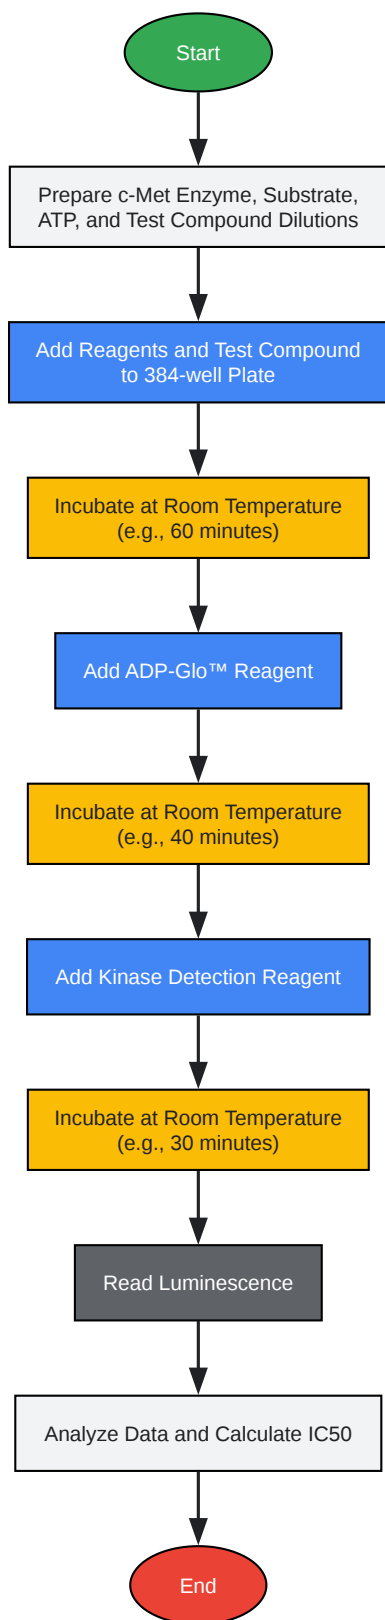 Start
Prepare c-Met Enzyme, Substrate,
ATP, and Test Compound Dilutions
Add Reagents and Test Compound
to 384-well Plate
Incubate at Room Temperature
(e.g., 60 minutes)
Add ADP-Glo™ Reagent
Incubate at Room Temperature
(e.g., 40 minutes)
Add Kinase Detection Reagent
Incubate at Room Temperature
(e.g., 30 minutes)
Read Luminescence
Analyze Data and Calculate IC50
End